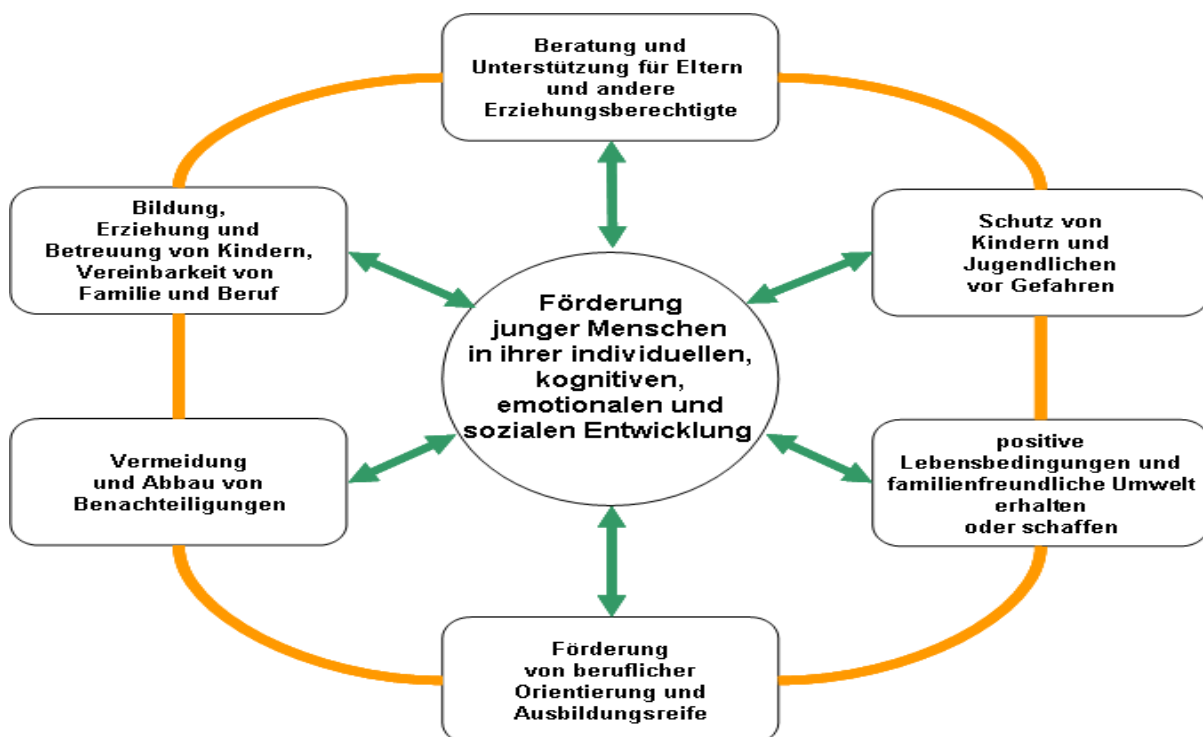 Beratung und
Unterstützung für Eltern
und andere
Erziehungsberechtigte
Bildung,
Erziehung und
Betreuung von Kindern,
Vereinbarkeit von
Familie und Beruf
Schutz von
Kindern und
Jugendlichen
vor Gefahren
Förderung
junger Menschen
in ihrer individuellen,
kognitiven,
emotionalen und
sozialen Entwicklung
Vermeidung
und Abbau von
Benachteiligungen
positive
Lebensbedingungen und
familienfreundliche Umwelt
erhalten
oder schaffen
Förderung
von beruflicher
Orientierung und
Ausbildungsreife